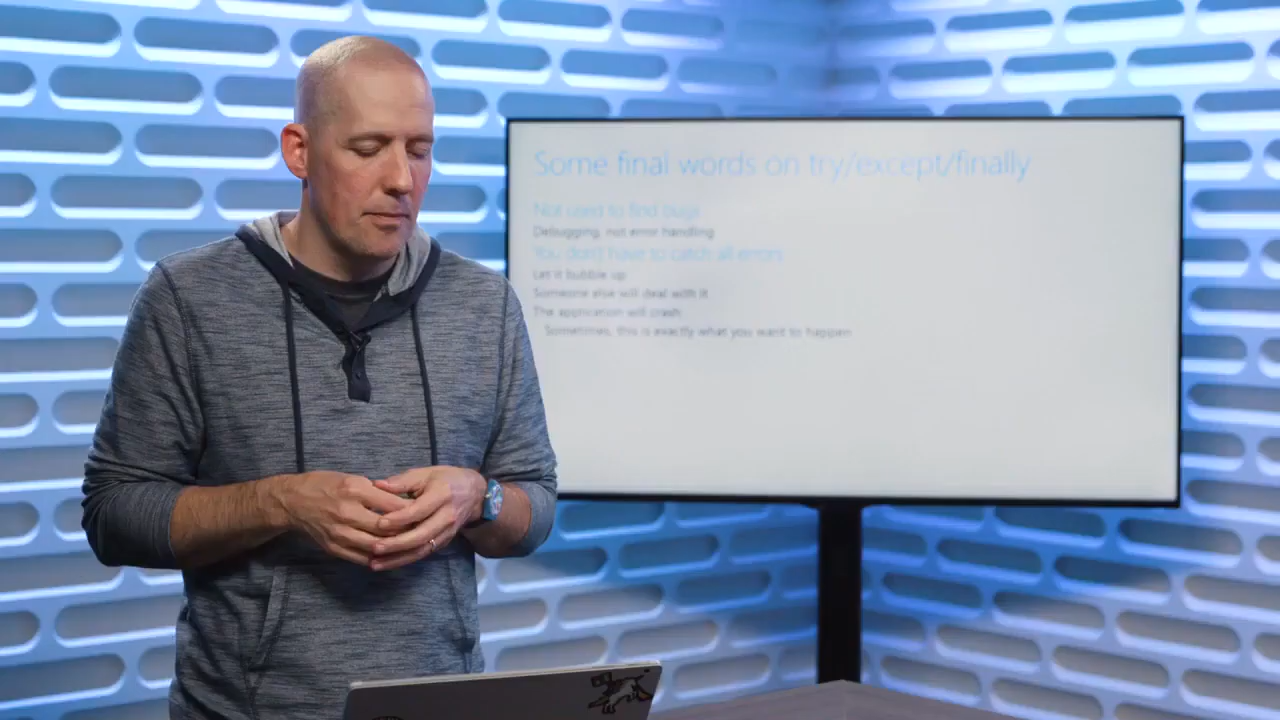 Some final words on try/except/finally
Not used to find bugs
Debugging, not error handling
You don't have to catch all errors
Let it bubble up
Someone else will deal with it
The application will crash
Sometimes, this is exactly what you want to happen